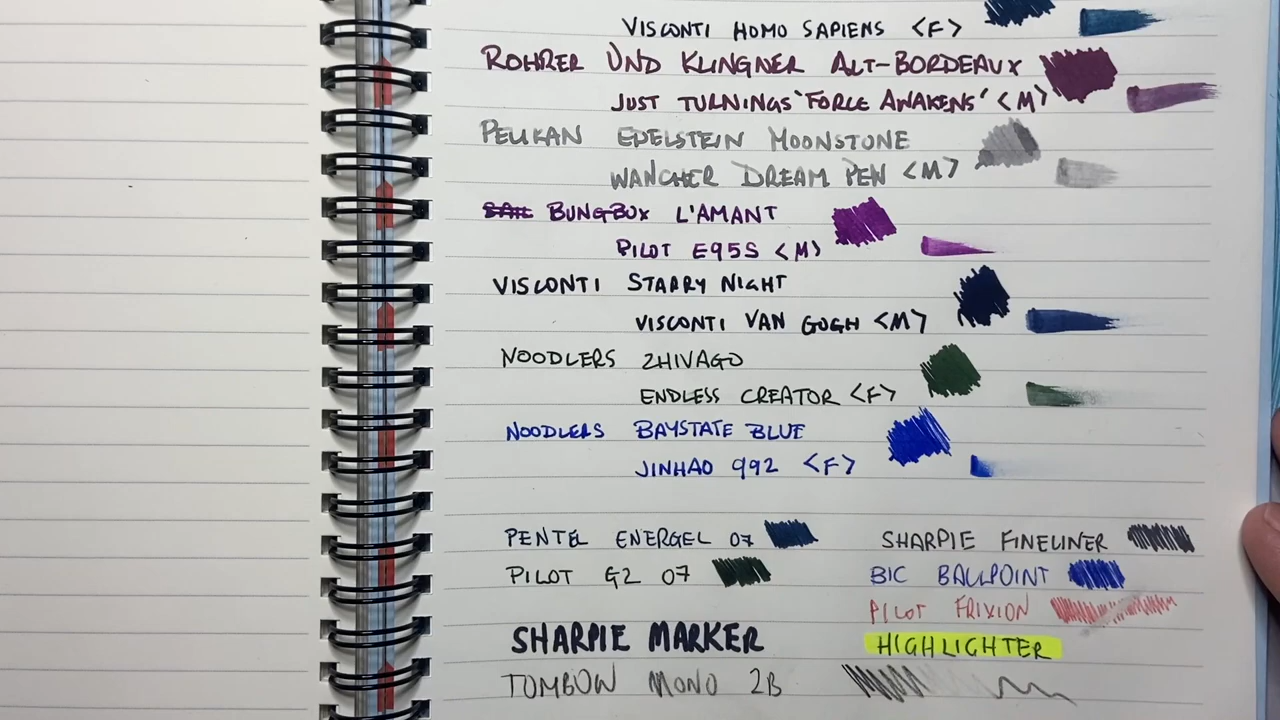 VISCONTI HOMO SAPIENS <F>
ROHRER UND KLINGNER ALT-BORDEAUX
JUST TURNINGS 'FORCE AWAKENS' <M>
PELIKAN EDELSTEIN MOONSTONE
WANCHER DREAM PEN <M>
BUNGBOX L'AMANT
PILOT E95S <M>
VISCONTI STARRY NIGHT
VISCONTI VAN GOGH <M>
NOODLERS ZHIVAGO
ENDLESS CREATOR <F>
NOODLERS BAYSTATE BLUE
JINHAO 992 <F>
PENTEL ENERGEL 07
SHARPIE FINELINER
PILOT G2 07
BIC BALLPOINT
PILOT FRIXION
SHARPIE MARKER
HIGHLIGHTER
TOMBOW MONO 2B